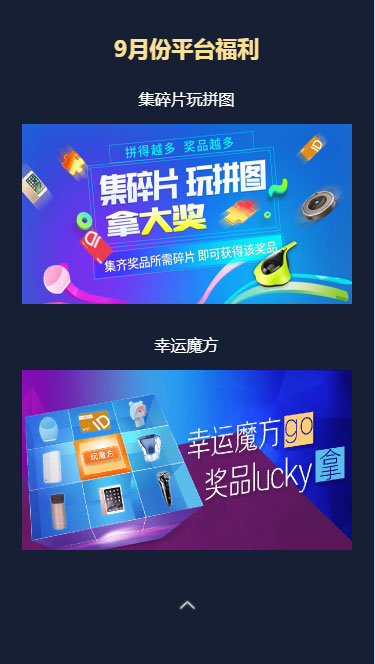 9月份平台福利
集碎片玩拼图
拼得越多 奖品越多
集碎片 玩拼图
拿大奖
集齐奖品所需碎片 即可获得该奖品
幸运魔方
幸运魔方go
奖品lucky拿
玩魔方